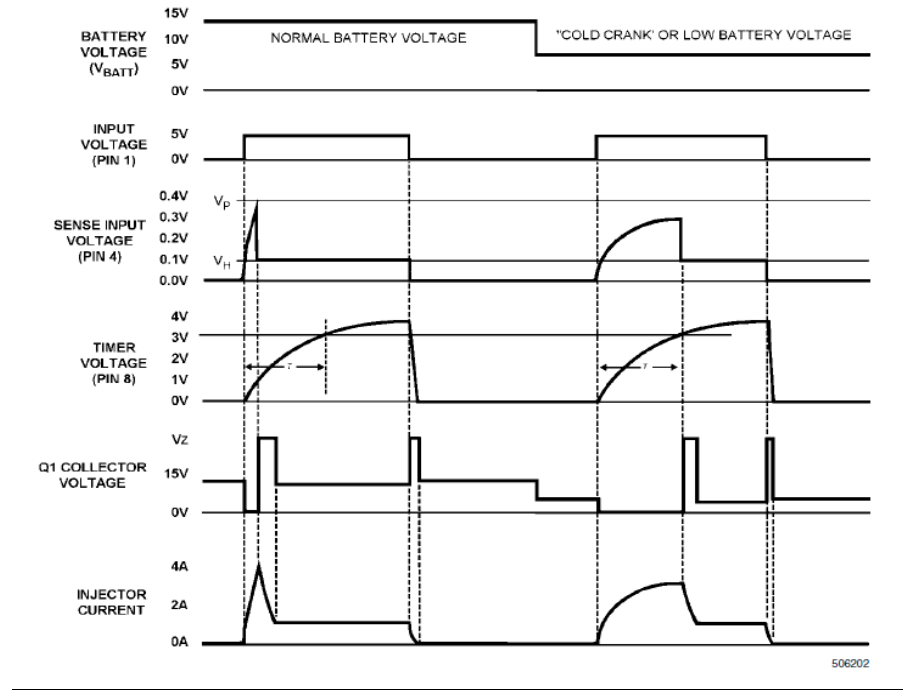 15V
BATTERY
VOLTAGE
(VBATT)
10V
5V
0V
NORMAL BATTERY VOLTAGE
"COLD CRANK' OR LOW BATTERY VOLTAGE
INPUT
VOLTAGE
(PIN 1)
5V
0V
SENSE INPUT
VOLTAGE
(PIN 4)
0.4V
0.3V
0.2V
0.1V
0.0V
VP
VH
TIMER
VOLTAGE
(PIN 8)
4V
3V
2V
1V
0V
τ
τ
Q1 COLLECTOR
VOLTAGE
VZ
15V
0V
INJECTOR
CURRENT
4A
2A
0A
506202